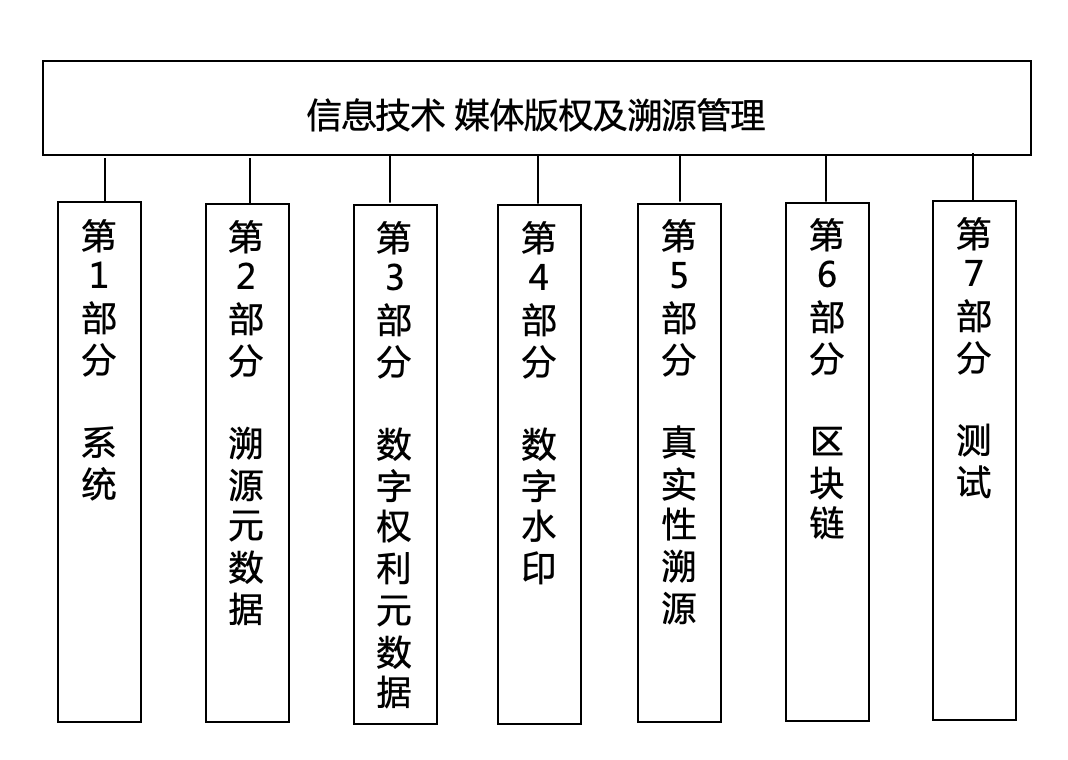 信息技术 媒体版权及溯源管理
第1部分 系统
第2部分 溯源元数据
第3部分 数字权利元数据
第4部分 数字水印
第5部分 真实性溯源
第6部分 区块链
第7部分 测试